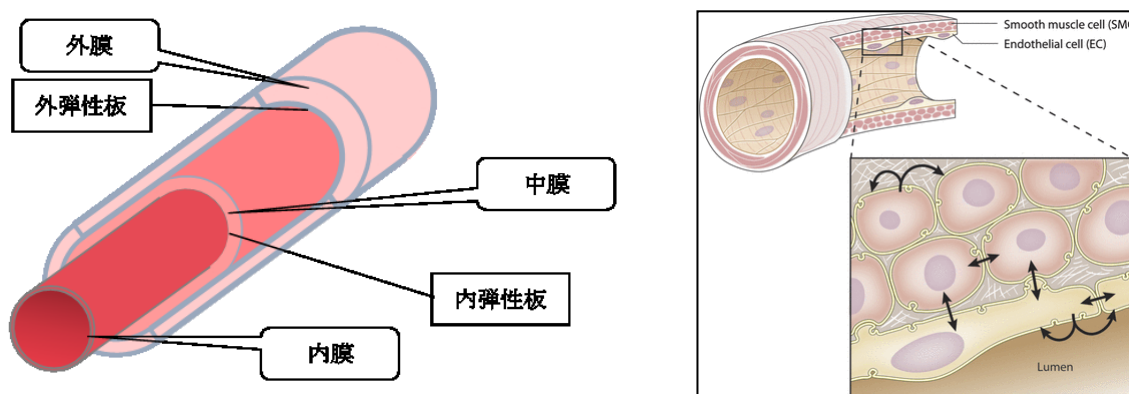 外膜
外弾性板
中膜
内弾性板
内膜
Smooth muscle cell (SMC
Endothelial cell (EC)
Lumen